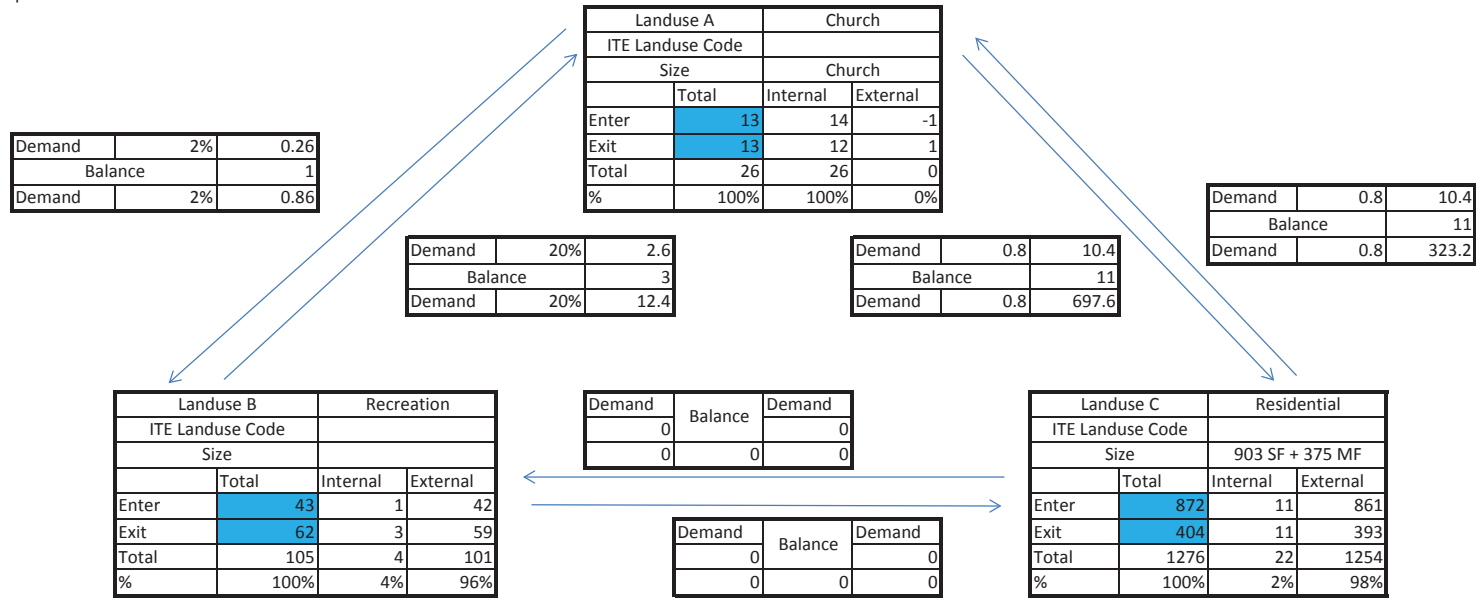 Landuse A Church
ITE Landuse Code
Size Church
Total Internal External
Enter 13 14 -1
Exit 13 12 1
Total 26 26 0
% 100% 100% 0%
Demand 2% 0.26
Balance 1
Demand 2% 0.86
Demand 0.8 10.4
Balance 11
Demand 0.8 323.2
Demand 20% 2.6
Balance 3
Demand 20% 12.4
Demand 0.8 10.4
Balance 11
Demand 0.8 697.6
Landuse B Recreation
ITE Landuse Code
Size
Total Internal External
Enter 43 1 42
Exit 62 3 59
Total 105 4 101
% 100% 4% 96%
Demand Balance Demand
0 0
0 0 0
Demand Balance Demand
0 0
0 0 0
Landuse C Residential
ITE Landuse Code
Size 903 SF + 375 MF
Total Internal External
Enter 872 11 861
Exit 404 11 393
Total 1276 22 1254
% 100% 2% 98%